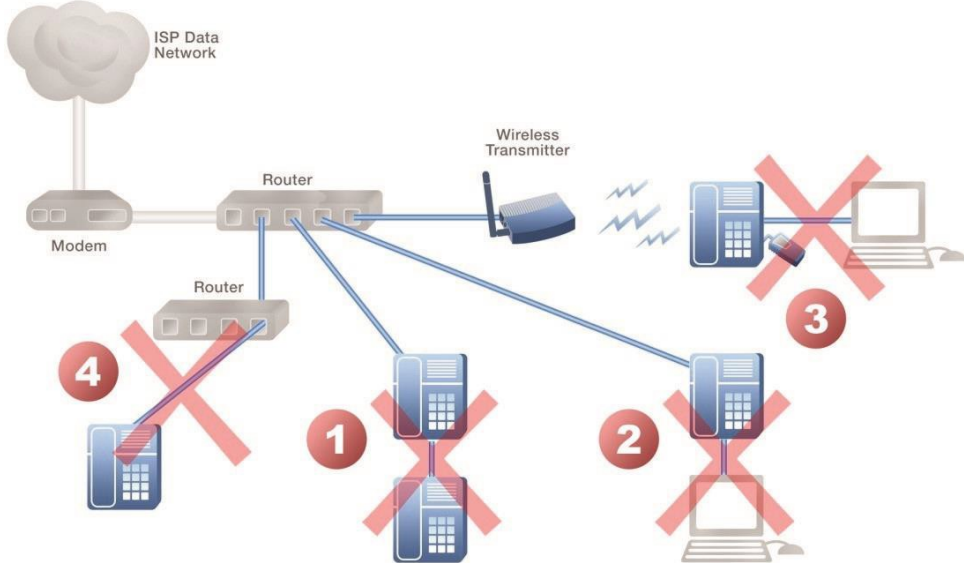 ISP Data
Network
Wireless
Transmitter
Router
Modem
Router
3
4
1
2